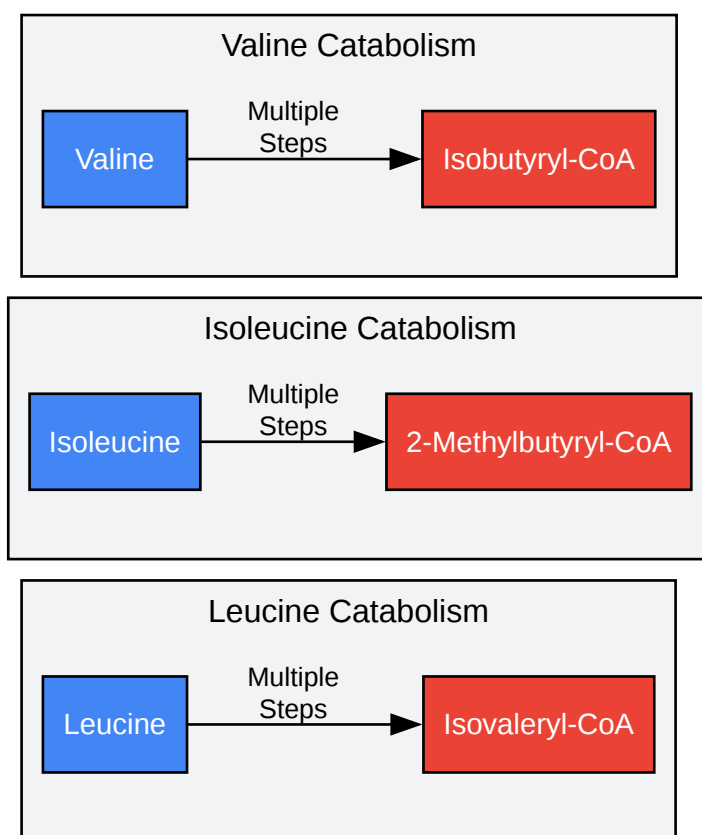 Valine Catabolism
Multiple
Steps
Valine
Isobutyryl-CoA
Isoleucine Catabolism
Multiple
Steps
Isoleucine
2-Methylbutyryl-CoA
Leucine Catabolism
Multiple
Steps
Leucine
Isovaleryl-CoA